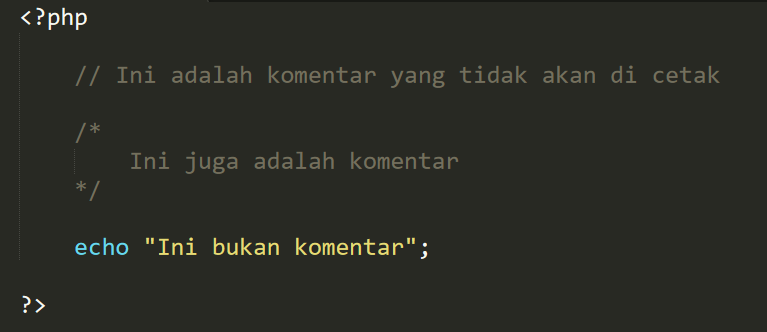 <?php
// Ini adalah komentar yang tidak akan di cetak
/*
Ini juga adalah komentar
*/
echo "Ini bukan komentar";
?>